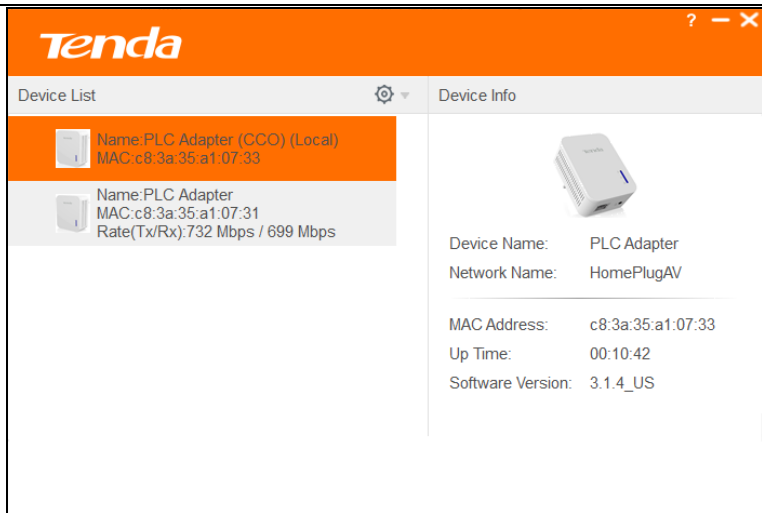 Tenda
?
Device List
Device Info
Name:PLC Adapter (CCO) (Local)
MAC:c8:3a:35:a1:07:33
Name:PLC Adapter
MAC:c8:3a:35:a1:07:31
Rate(Tx/Rx):732 Mbps / 699 Mbps
Tenda
Device Name: PLC Adapter
Network Name: HomePlugAV
MAC Address: c8:3a:35:a1:07:33
Up Time: 00:10:42
Software Version: 3.1.4_US